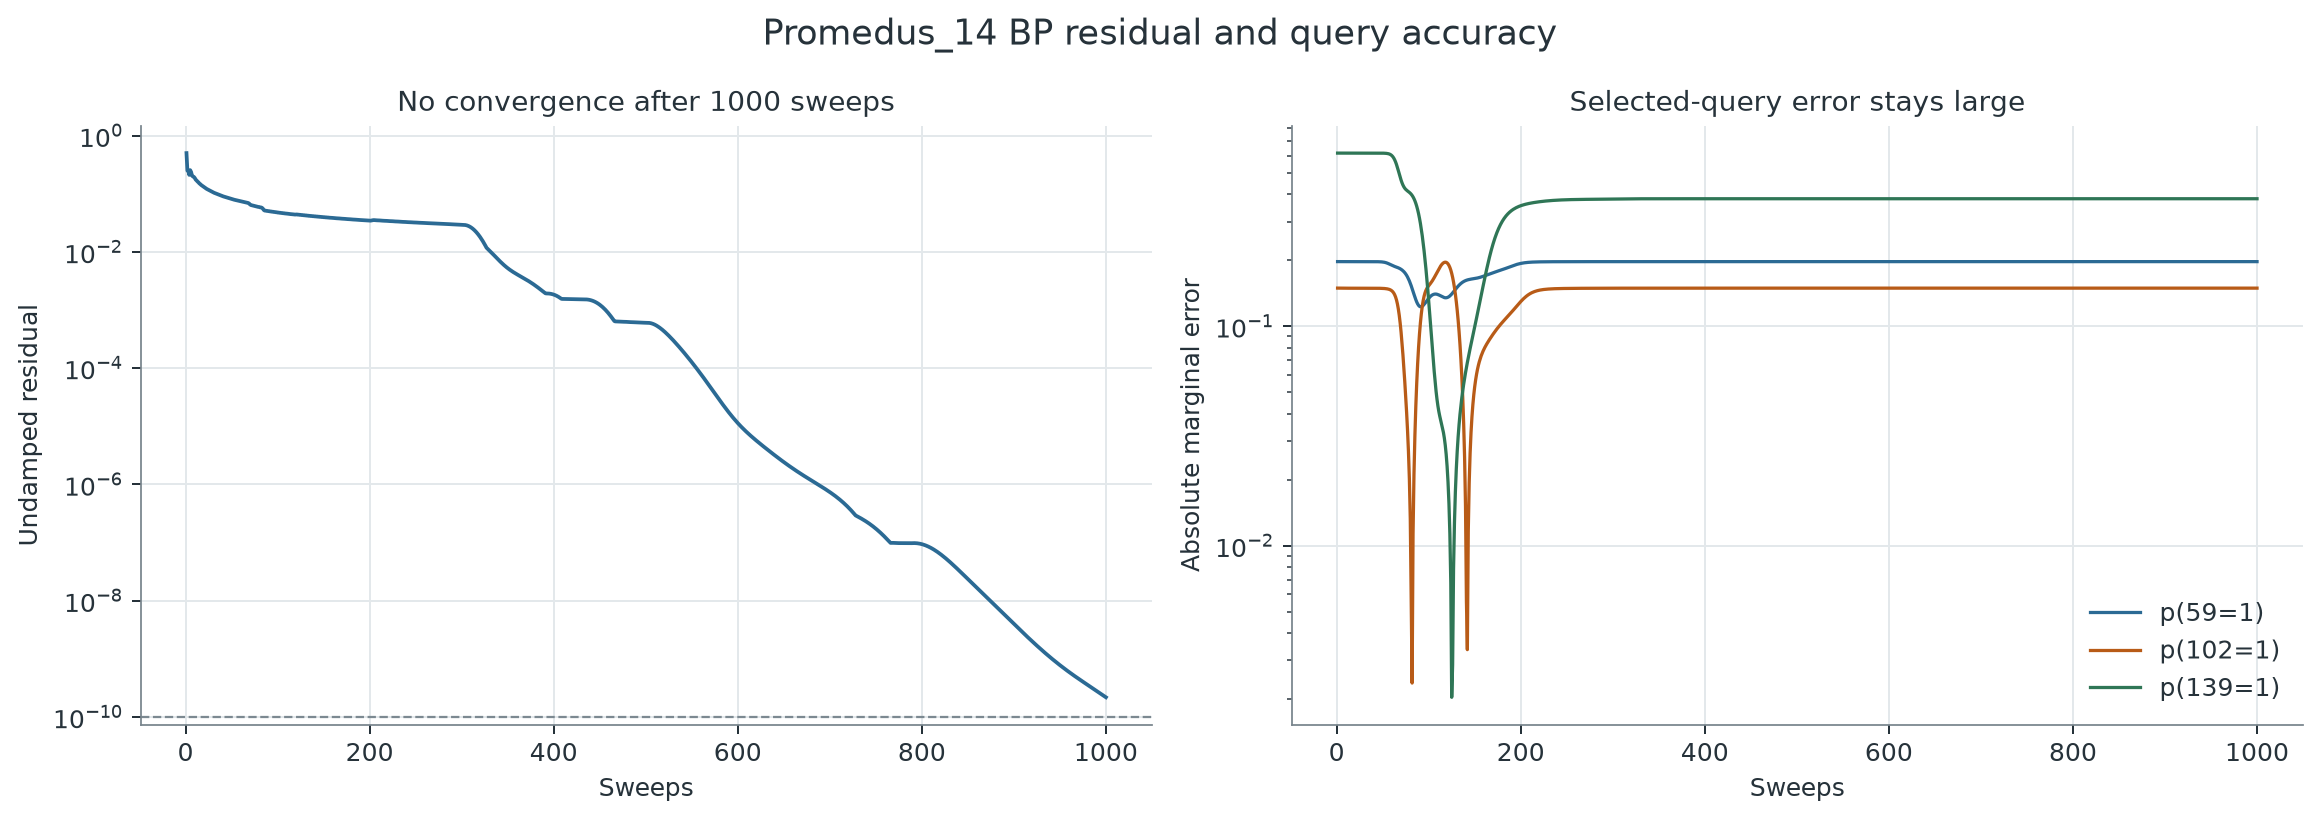 Promedus_14 BP residual and query accuracy
No convergence after 1000 sweeps
Undamped residual
10⁰
10⁻²
10⁻⁴
10⁻⁶
10⁻⁸
10⁻¹⁰
0 200 400 600 800 1000
Sweeps
Selected-query error stays large
Absolute marginal error
10⁻¹
10⁻²
p(59=1)
p(102=1)
p(139=1)
0 200 400 600 800 1000
Sweeps